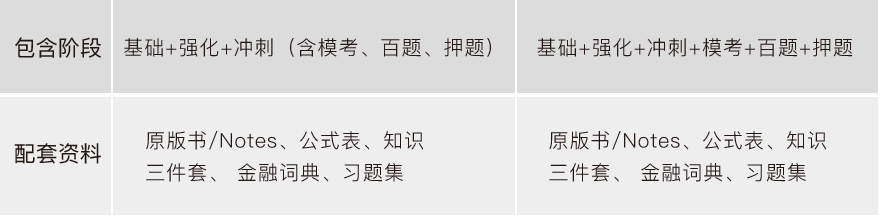 包含阶段
基础+强化+冲刺（含模考、百题、押题）
基础+强化+冲刺+模考+百题+押题
配套资料
原版书/Notes、公式表、知识
三件套、 金融词典、习题集
原版书/Notes、公式表、知识
三件套、 金融词典、习题集